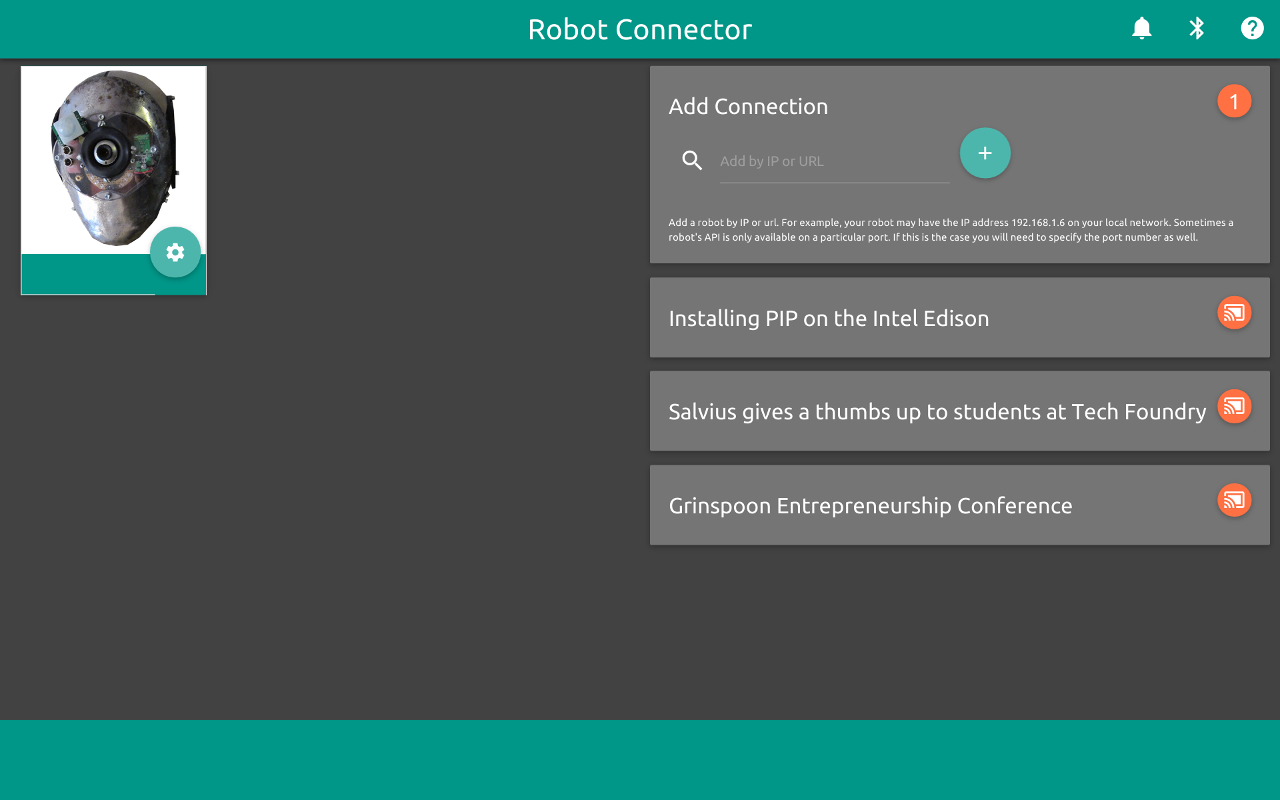 Robot Connector
Add Connection
1
Add by IP or URL
Add a robot by IP or url. For example, your robot may have the IP address 192.168.1.6 on your local network. Sometimes a
robot's API is only available on a particular port. If this is the case you will need to specify the port number as well.
Installing PIP on the Intel Edison
Salvius gives a thumbs up to students at Tech Foundry
Grinspoon Entrepreneurship Conference